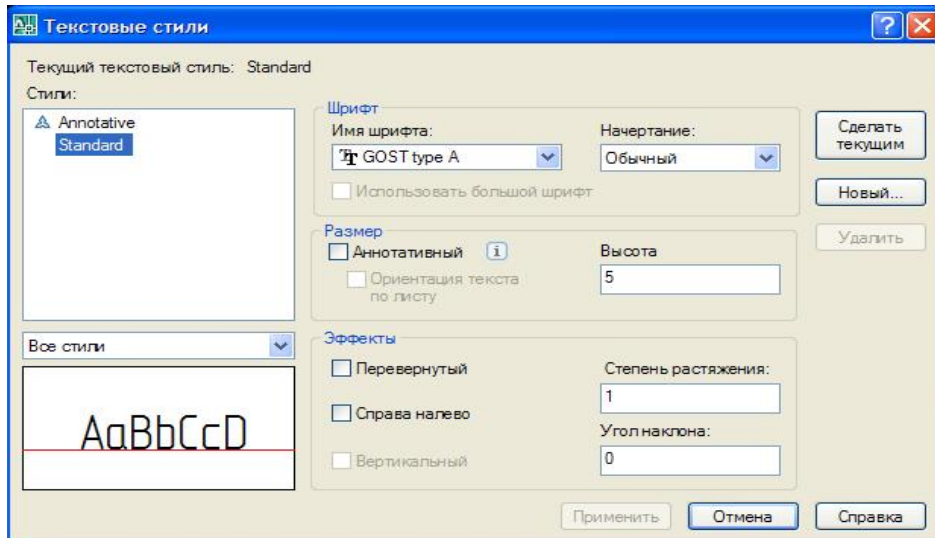 Текстовые стили
Текущий текстовый стиль: Standard
Стили:
Annotative
Standard
Все стили
AaBbCcD
Шрифт
Имя шрифта:
GOST type A
Начертание:
Обычный
Использовать большой шрифт
Размер
Аннотативный
Ориентация текста
по листу
Высота
5
Эффекты
Перевернутый
Справа налево
Вертикальный
Степень растяжения:
1
Угол наклона:
0
Сделать
текущим
Новый...
Удалить
Применить
Отмена
Справка